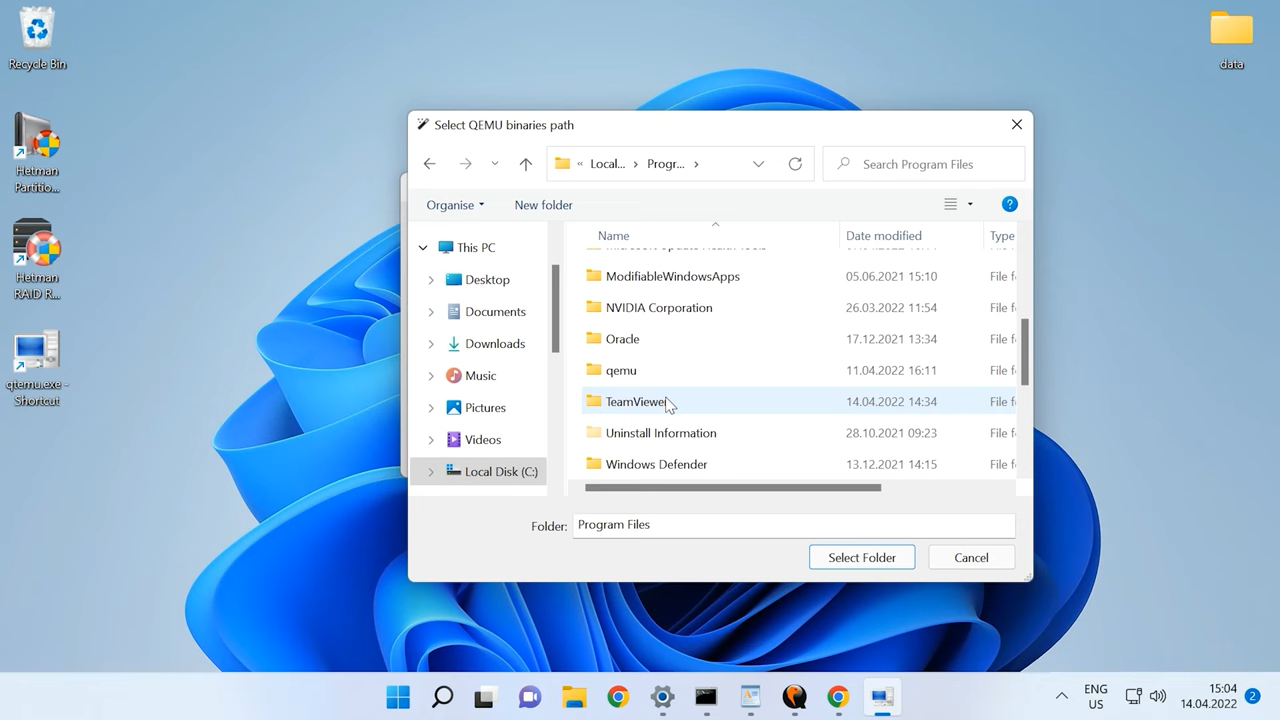 Recycle Bin
data
Hetman
Partitio...
Hetman
RAID R...
qtemu.exe -
Shortcut
Select QEMU binaries path
« Local... › Progr... ›
Search Program Files
Organise
New folder
Name Date modified Type
This PC
Desktop
Documents
Downloads
Music
Pictures
Videos
Local Disk (C:)
ModifiableWindowsApps 05.06.2021 15:10 File f
NVIDIA Corporation 26.03.2022 11:54 File f
Oracle 17.12.2021 13:34 File f
qemu 11.04.2022 16:11 File f
TeamViewer 14.04.2022 14:34 File f
Uninstall Information 28.10.2021 09:23 File f
Windows Defender 13.12.2021 14:15 File f
Folder: Program Files
Select Folder
Cancel
ENG
US
15:04
14.04.2022
2